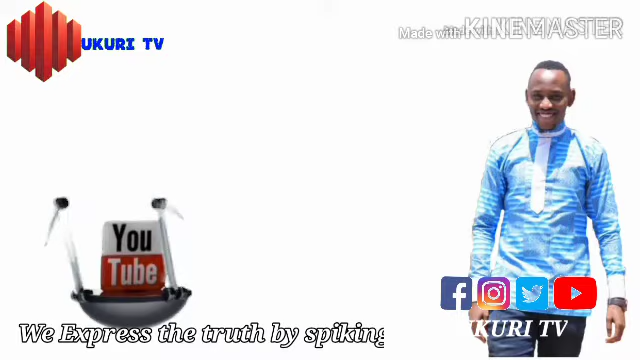 UKURI TV
Made with KINEMASTER
You
Tube
We Express the truth by spiking
UKURI TV